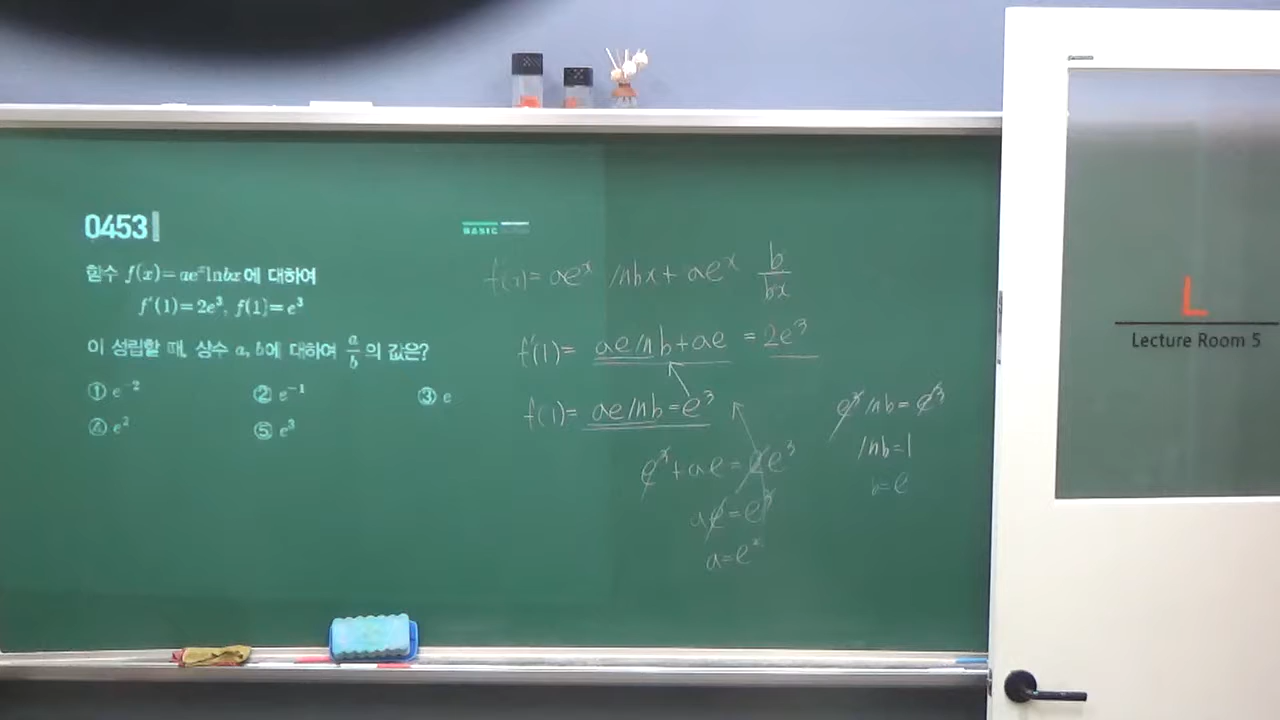 0453
BASIC
함수 f(x)=ae^x ln bx에 대하여
f'(1)=2e^3, f(1)=e^3
이 성립할 때, 상수 a, b에 대하여 a/b의 값은?
① e^-2 ② e^-1 ③ e
④ e^2 ⑤ e^3
f'(x)= ae^x lnbx + ae^x b/bx
f'(1)= ae lnb+ae = 2e^3
f(1)= ae lnb = e^3
e^3+ae=2e^3
ae=e^3
a=e^2
e^3 lnb= e^3
lnb=1
b=e
L
Lecture Room 5